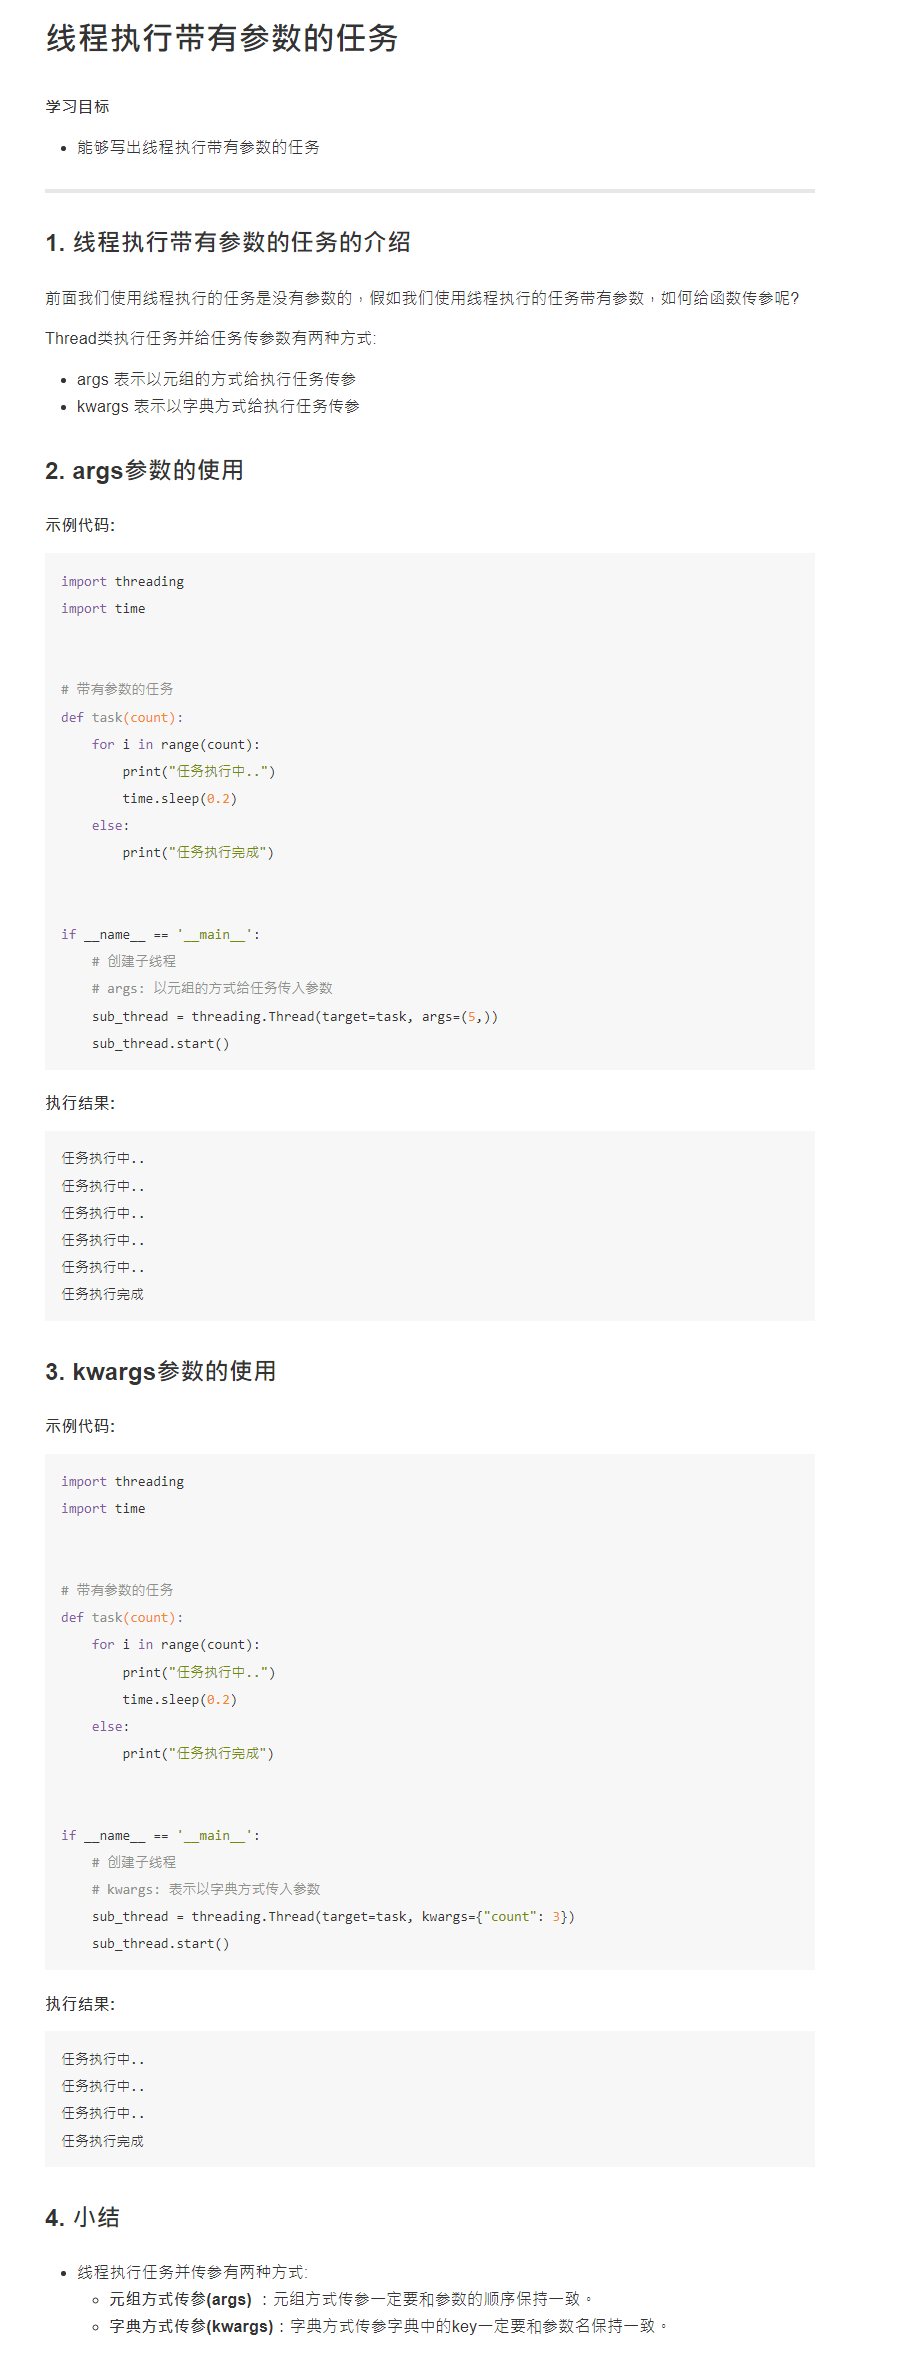 线程执行带有参数的任务
学习目标
• 能够写出线程执行带有参数的任务
1. 线程执行带有参数的任务的介绍
前面我们使用线程执行的任务是没有参数的，假如我们使用线程执行的任务带有参数，如何给函数传参呢?
Thread类执行任务并给任务传参数有两种方式:
• args 表示以元组的方式给执行任务传参
• kwargs 表示以字典方式给执行任务传参
2. args参数的使用
示例代码:
import threading
import time
# 带有参数的任务
def task(count):
    for i in range(count):
        print("任务执行中..")
        time.sleep(0.2)
    else:
        print("任务执行完成")
if __name__ == '__main__':
    # 创建子线程
    # args: 以元组的方式给任务传入参数
    sub_thread = threading.Thread(target=task, args=(5,))
    sub_thread.start()
执行结果:
任务执行中..
任务执行中..
任务执行中..
任务执行中..
任务执行中..
任务执行完成
3. kwargs参数的使用
示例代码:
import threading
import time
# 带有参数的任务
def task(count):
    for i in range(count):
        print("任务执行中..")
        time.sleep(0.2)
    else:
        print("任务执行完成")
if __name__ == '__main__':
    # 创建子线程
    # kwargs: 表示以字典方式传入参数
    sub_thread = threading.Thread(target=task, kwargs={"count": 3})
    sub_thread.start()
执行结果:
任务执行中..
任务执行中..
任务执行中..
任务执行完成
4. 小结
• 线程执行任务并传参有两种方式:
◦ 元组方式传参(args) ：元组方式传参一定要和参数的顺序保持一致。
◦ 字典方式传参(kwargs)：字典方式传参字典中的key一定要和参数名保持一致。